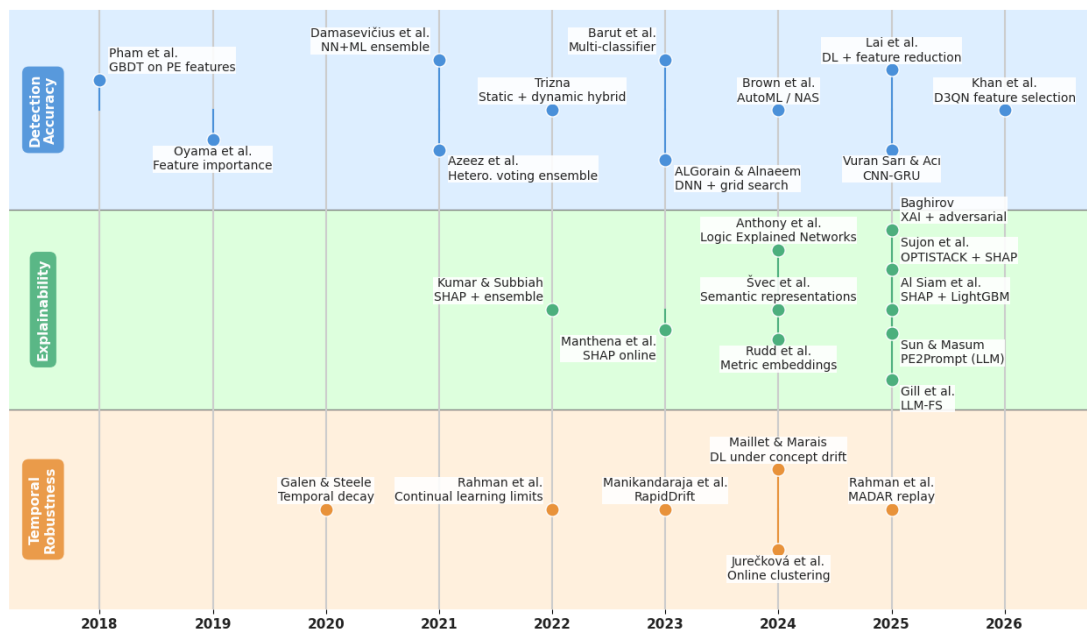 Detection
Accuracy
Pham et al.
GBDT on PE features
Oyama et al.
Feature importance
Damasevičius et al.
NN+ML ensemble
Azeez et al.
Hetero. voting ensemble
Trizna
Static + dynamic hybrid
Barut et al.
Multi-classifier
ALGorain & Alnaeem
DNN + grid search
Brown et al.
AutoML / NAS
Lai et al.
DL + feature reduction
Vuran Sarı & Acı
CNN-GRU
Khan et al.
D3QN feature selection
Explainability
Kumar & Subbiah
SHAP + ensemble
Manthena et al.
SHAP online
Anthony et al.
Logic Explained Networks
Švec et al.
Semantic representations
Rudd et al.
Metric embeddings
Baghirov
XAI + adversarial
Sujon et al.
OPTISTACK + SHAP
Al Siam et al.
SHAP + LightGBM
Sun & Masum
PE2Prompt (LLM)
Gill et al.
LLM-FS
Temporal
Robustness
Galen & Steele
Temporal decay
Rahman et al.
Continual learning limits
Manikandaraja et al.
RapidDrift
Maillet & Marais
DL under concept drift
Jurečková et al.
Online clustering
Rahman et al.
MADAR replay
2018 2019 2020 2021 2022 2023 2024 2025 2026